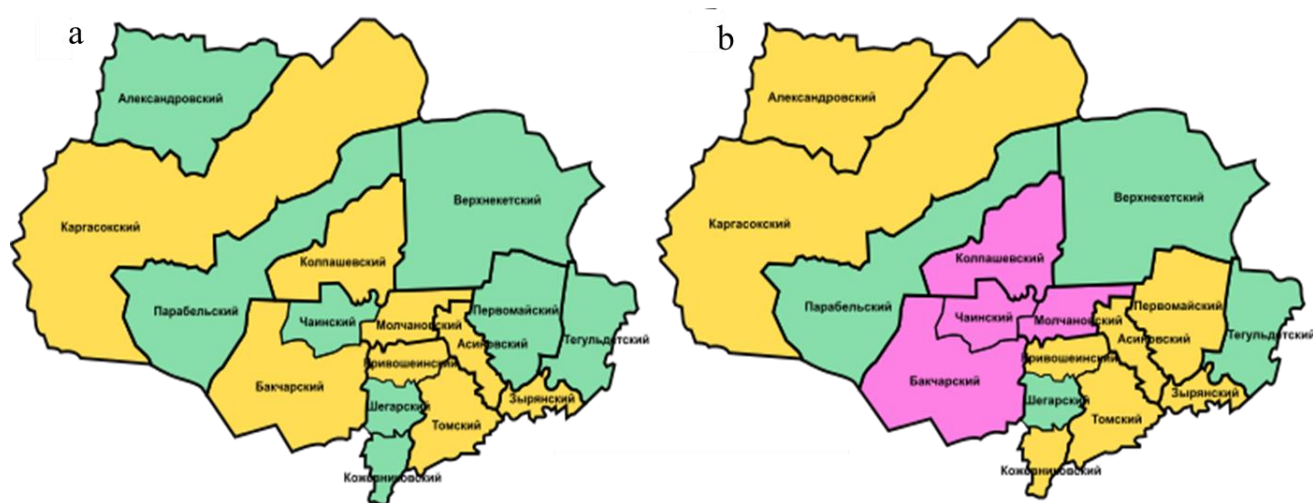 a
Александровский
Каргасокский
Верхнекетский
Колпашевский
Парабельский
Чаинский
Молчановский
Первомайский
Асиновский
Тегульдетский
Кривошеинский
Бакчарский
Зырянский
Шегарский
Томский
Кожевниковский
b
Александровский
Каргасокский
Верхнекетский
Колпашевский
Парабельский
Чаинский
Молчановский
Первомайский
Асиновский
Тегульдетский
Кривошеинский
Бакчарский
Зырянский
Шегарский
Томский
Кожевниковский